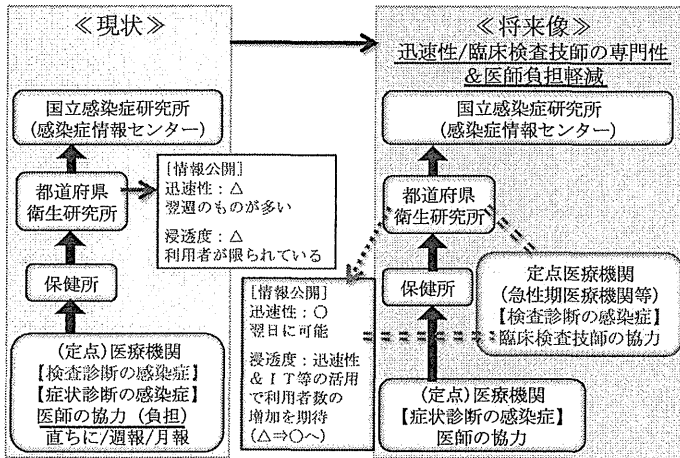 ≪現状≫
国立感染症研究所
(感染症情報センター)
都道府県
衛生研究所
[情報公開]
迅速性：△
翌週のものが多い
浸透度：△
利用者が限られている
保健所
(定点)医療機関
【検査診断の感染症】
【症状診断の感染症】
医師の協力(負担)
直ちに/週報/月報
≪将来像≫
迅速性/臨床検査技師の専門性
&医師負担軽減
国立感染症研究所
(感染症情報センター)
都道府県
衛生研究所
保健所
定点医療機関
(急性期医療機関等)
【検査診断の感染症】
臨床検査技師の協力
[情報公開]
迅速性：○
翌日に可能
浸透度：迅速性
&ＩＴ等の活用
で利用者数の
増加を期待
(△⇒○へ)
(定点)医療機関
【症状診断の感染症】
医師の協力